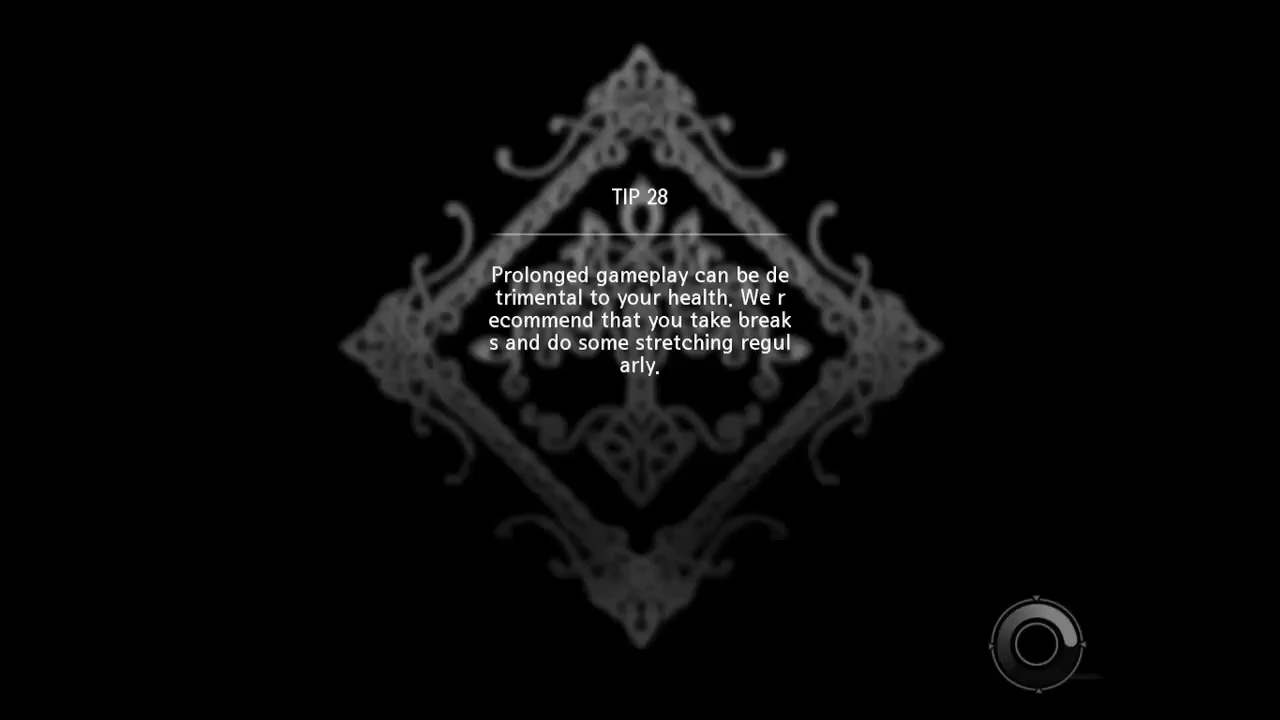 TIP 28
Prolonged gameplay can be de
trimental to your health. We r
ecommend that you take break
s and do some stretching regul
arly.